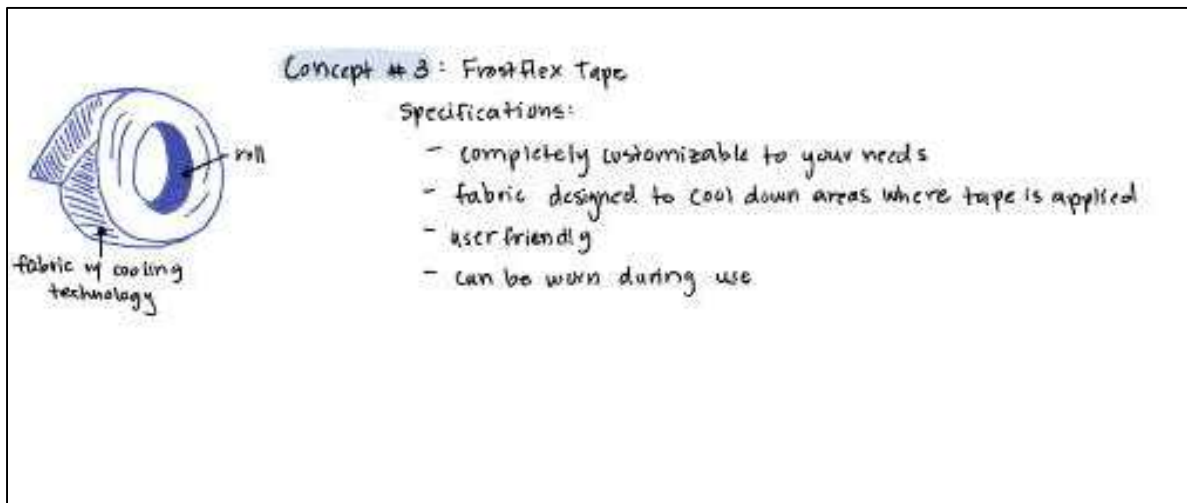 Concept # 3: Frostflex Tape
Specifications:
- completely customizable to your needs
- fabric designed to cool down areas where tape is applied
- user friendly
- can be worn during use
roll
fabric w/ cooling
technology